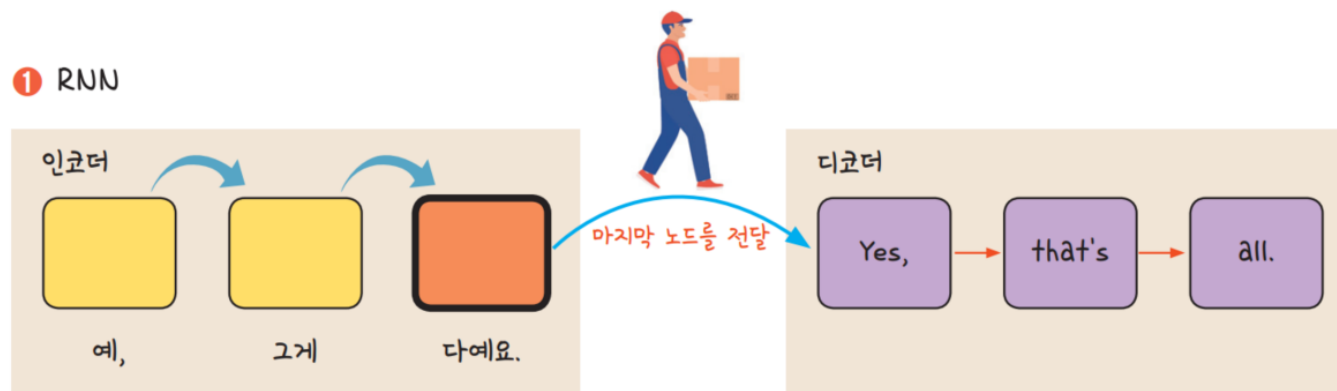 1 RNN
인코더
예, 그게 다예요.
마지막 노드를 전달
디코더
Yes, that's all.